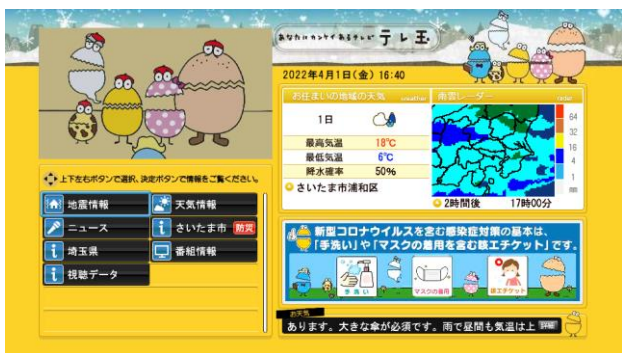 あなたにカンケイあるテレビ テレ玉
2022年4月1日(金) 16:40
お住まいの地域の天気 weather
1日
最高気温 18℃
最低気温 6℃
降水確率 50%
さいたま市浦和区
雨雲レーダー radar
64
32
16
4
1
mm
2時間後 17時00分
上下左右ボタンで選択、決定ボタンで情報をご覧ください。
地震情報
天気情報
ニュース
さいたま市 防災
埼玉県
番組情報
視聴データ
新型コロナウイルスを含む感染症対策の基本は、
「手洗い」や「マスクの着用を含む咳エチケット」です。
手洗い
マスクの着用
咳エチケット
お天気
あります。大きな傘が必須です。雨で昼間も気温は上 詳細